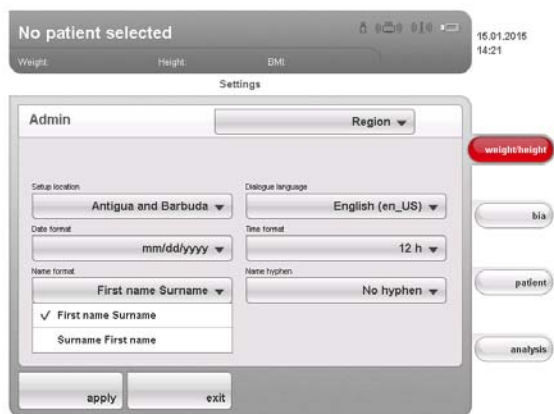 No patient selected
15.01.2015
14:21
Weight: Height: BMI:
Settings
Admin
Region
weight/height
Setup location Dialogue language
Antigua and Barbuda English (en_US)
bia
Date format Time format
mm/dd/yyyy 12 h
Name format Name hyphen
First name Surname No hyphen
patient
✓ First name Surname
Surname First name
analysis
apply exit